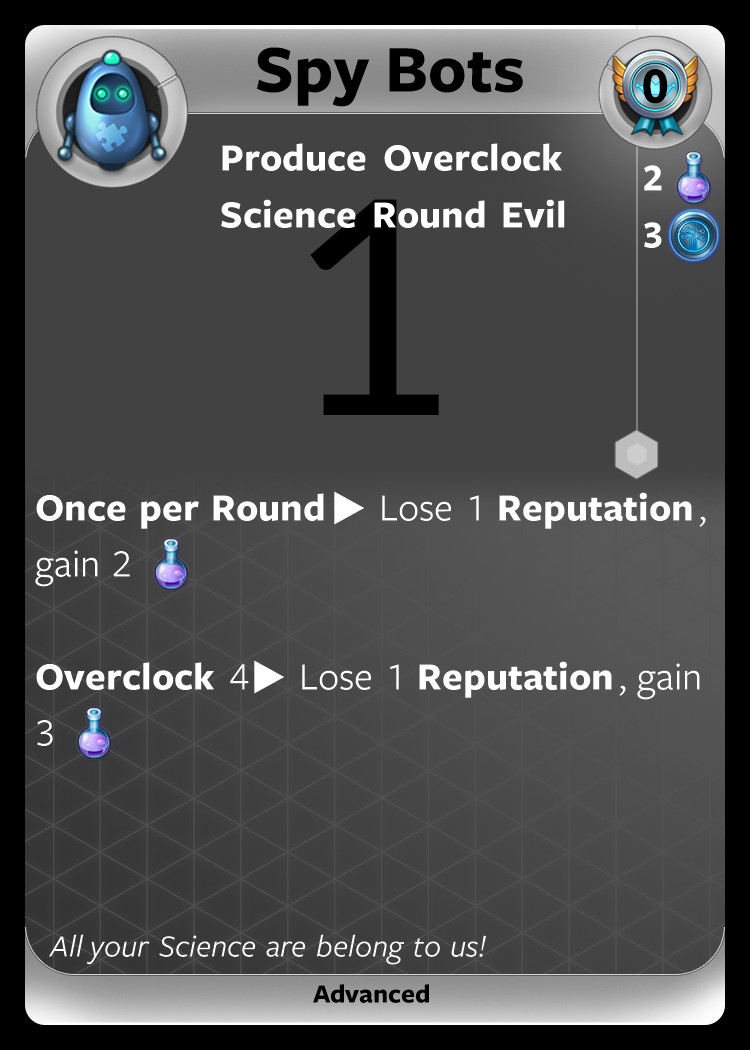 Spy Bots
0
Produce Overclock
Science Round Evil
2
3
1
Once per Round▶ Lose 1 Reputation,
gain 2
Overclock 4▶ Lose 1 Reputation, gain
3
All your Science are belong to us!
Advanced